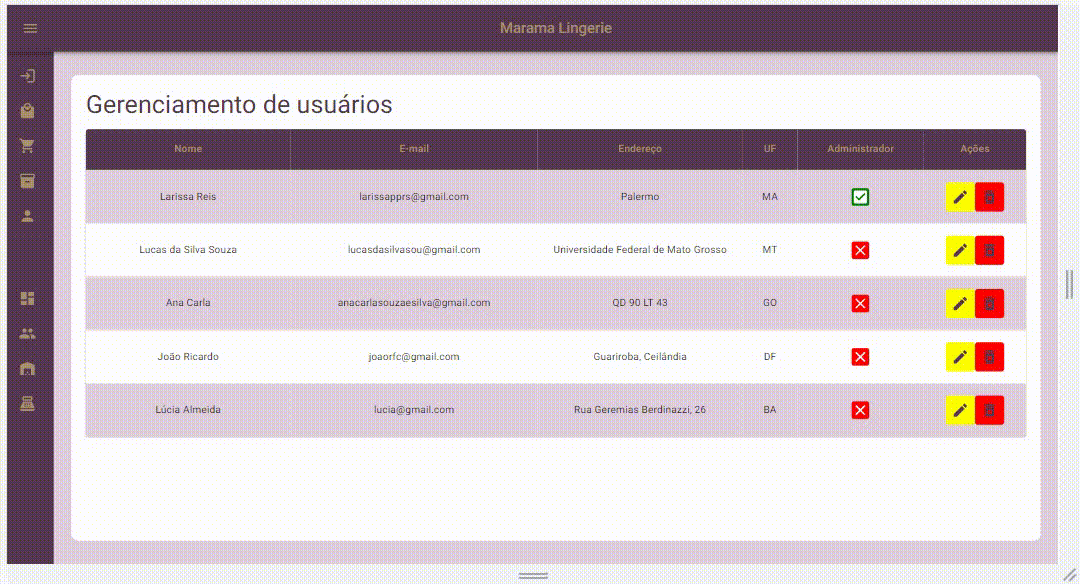 Marama Lingerie
Gerenciamento de usuários
Nome E-mail Endereço UF Administrador Ações
Larissa Reis larissapprs@gmail.com Palermo MA
Lucas da Silva Souza lucasdasilvasou@gmail.com Universidade Federal de Mato Grosso MT
Ana Carla anacarlasouzaesilva@gmail.com QD 90 LT 43 GO
João Ricardo joaorfc@gmail.com Guariroba, Ceilândia DF
Lúcia Almeida lucia@gmail.com Rua Geremias Berdinazzi, 26 BA